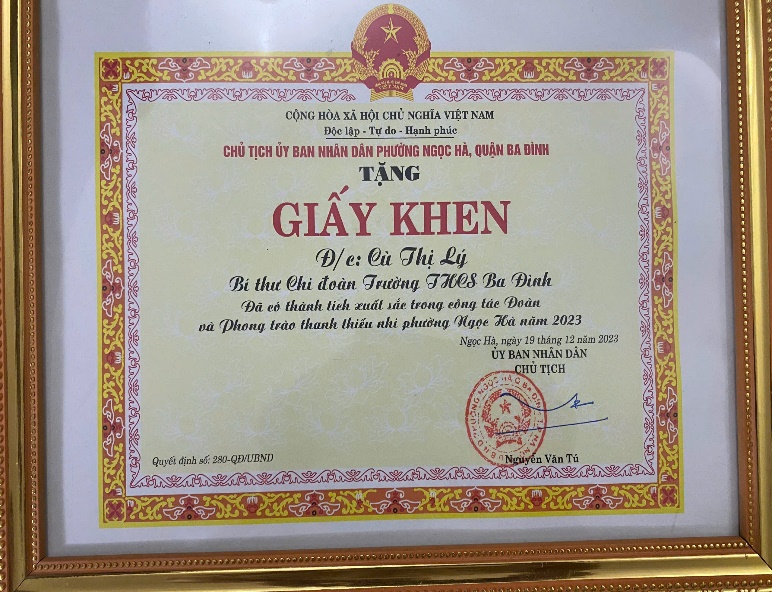 CỘNG HÒA XÃ HỘI CHỦ NGHĨA VIỆT NAM
Độc lập - Tự do - Hạnh phúc
CHỦ TỊCH ỦY BAN NHÂN DÂN PHƯỜNG NGỌC HÀ, QUẬN BA ĐÌNH
TẶNG
GIẤY KHEN
Đ/c: Cù Thị Lý
Bí thư Chi đoàn Trường THCS Ba Đình
Đã có thành tích xuất sắc trong công tác Đoàn
và Phong trào thanh thiếu nhi phường Ngọc Hà năm 2023
Ngọc Hà, ngày 19 tháng 12 năm 2023
ỦY BAN NHÂN DÂN
CHỦ TỊCH
Nguyễn Văn Tú
Quyết định số: 280-QĐ/UBND